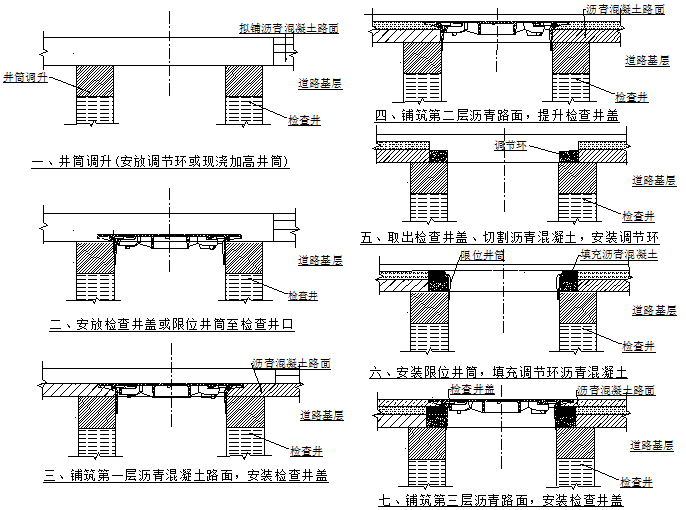 拟铺沥青混凝土路面
井筒调升
道路基层
检查井
一、井筒调升(安放调节环或现浇加高井筒)
道路基层
检查井
二、安放检查井盖或限位井筒至检查井口
沥青混凝土路面
道路基层
检查井
三、铺筑第一层沥青混凝土路面，安装检查井盖
沥青混凝土路面
道路基层
检查井
四、铺筑第二层沥青路面，提升检查井盖
调节环
道路基层
检查井
五、取出检查井盖、切割沥青混凝土，安装调节环
限位井筒
填充沥青混凝土
道路基层
检查井
六、安装限位井筒，填充调节环沥青混凝土
检查井盖
沥青混凝土路面
道路基层
检查井
七、铺筑第三层沥青路面，安装检查井盖